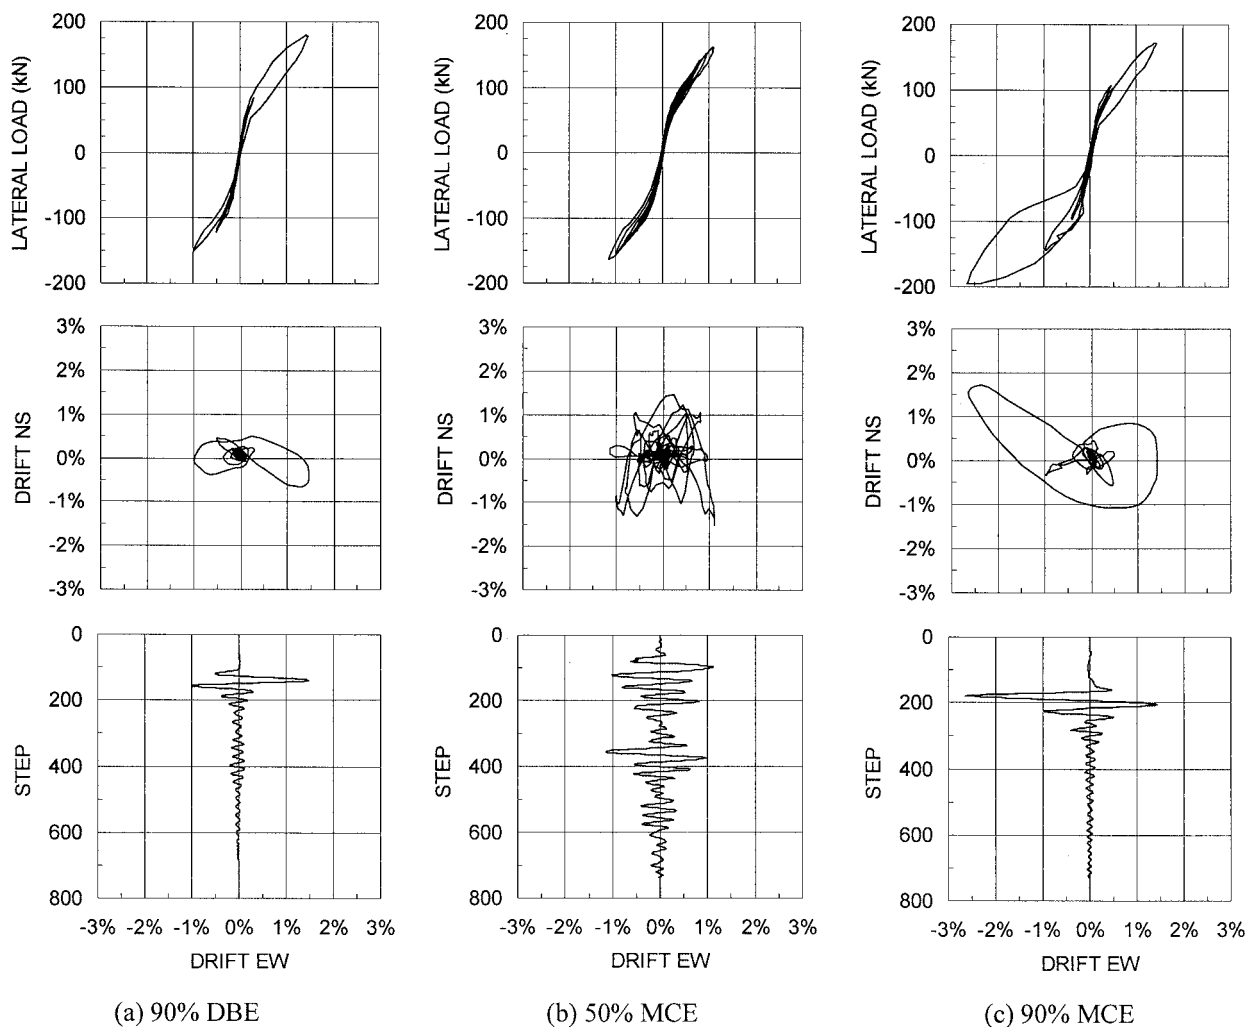 200
100
0
-100
-200
LATERAL LOAD (kN)
200
100
0
-100
-200
LATERAL LOAD (kN)
200
100
0
-100
-200
LATERAL LOAD (kN)
3%
2%
1%
0%
-1%
-2%
-3%
DRIFT NS
3%
2%
1%
0%
-1%
-2%
-3%
DRIFT NS
3%
2%
1%
0%
-1%
-2%
-3%
DRIFT NS
0
200
400
600
800
STEP
-3% -2% -1% 0% 1% 2% 3%
DRIFT EW
0
200
400
600
800
STEP
-3% -2% -1% 0% 1% 2% 3%
DRIFT EW
0
200
400
600
800
STEP
-3% -2% -1% 0% 1% 2% 3%
DRIFT EW
(a) 90% DBE
(b) 50% MCE
(c) 90% MCE